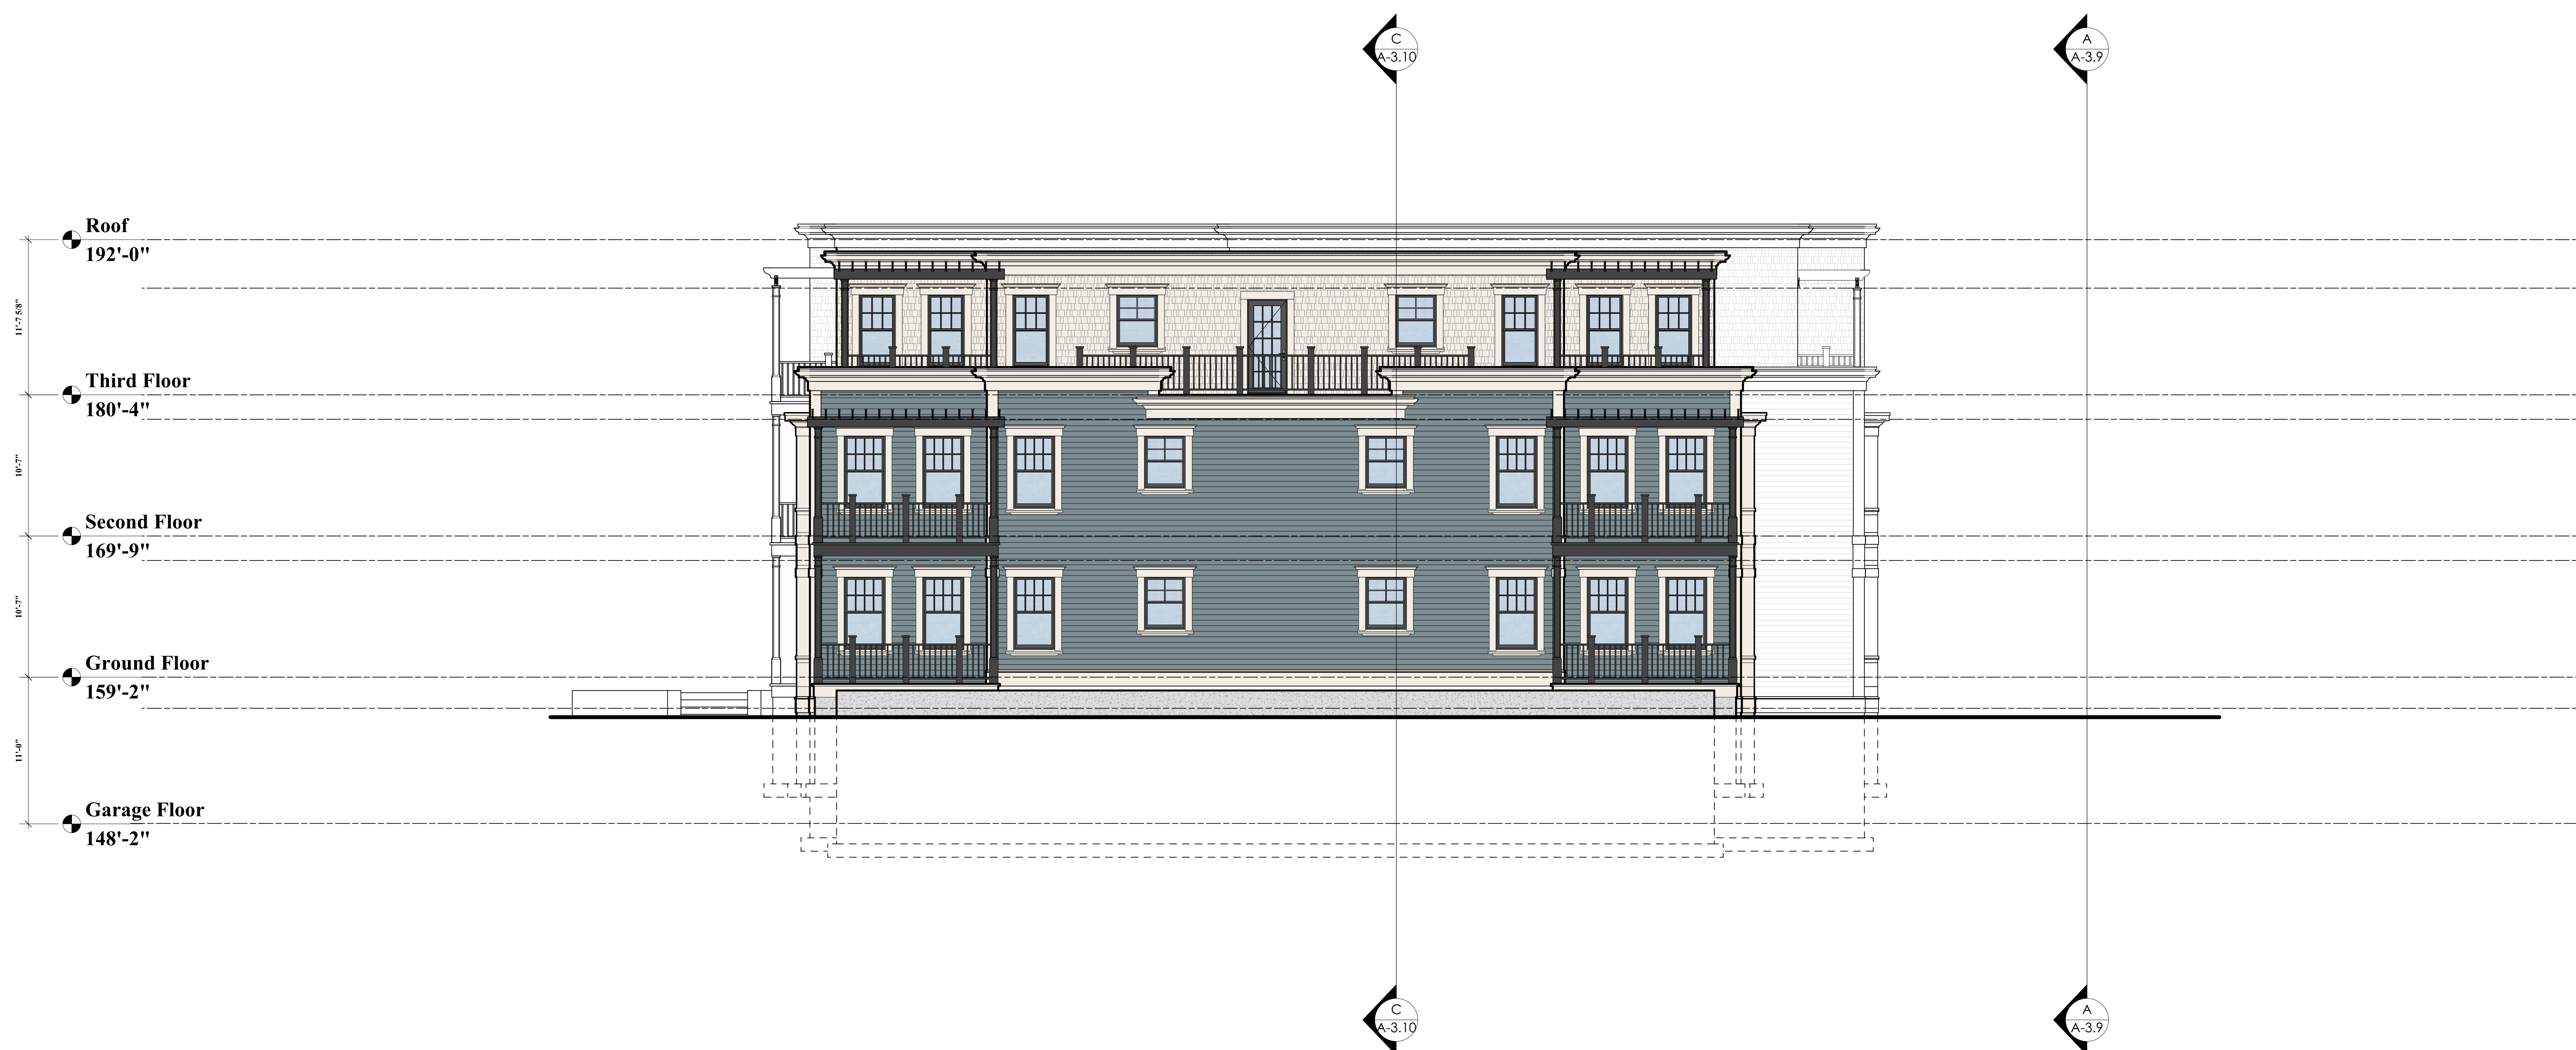 C
A-3.10
A
A-3.9
Roof
192'-0"
11'-7 5/8"
Third Floor
180'-4"
10'-7"
Second Floor
169'-9"
10'-7"
Ground Floor
159'-2"
11'-0"
Garage Floor
148'-2"
C
A-3.10
A
A-3.9